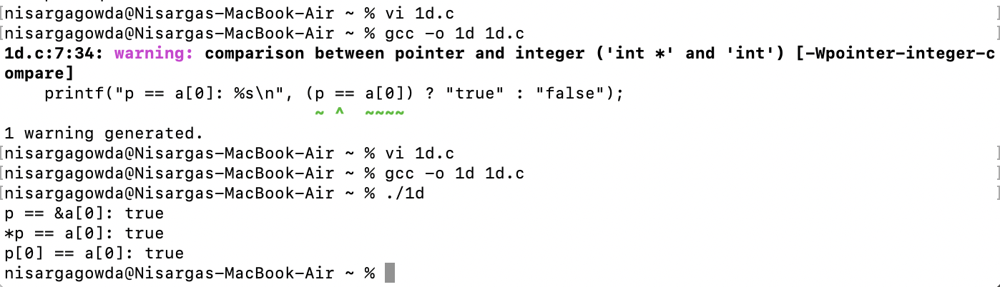 [nisargagowda@Nisargas-MacBook-Air ~ % vi 1d.c ]
[nisargagowda@Nisargas-MacBook-Air ~ % gcc -o 1d 1d.c ]
1d.c:7:34: warning: comparison between pointer and integer ('int *' and 'int') [-Wpointer-integer-c
ompare]
    printf("p == a[0]: %s\n", (p == a[0]) ? "true" : "false");
                               ~ ^  ~~~~
1 warning generated.
[nisargagowda@Nisargas-MacBook-Air ~ % vi 1d.c ]
[nisargagowda@Nisargas-MacBook-Air ~ % gcc -o 1d 1d.c ]
[nisargagowda@Nisargas-MacBook-Air ~ % ./1d ]
p == &a[0]: true
*p == a[0]: true
p[0] == a[0]: true
nisargagowda@Nisargas-MacBook-Air ~ %